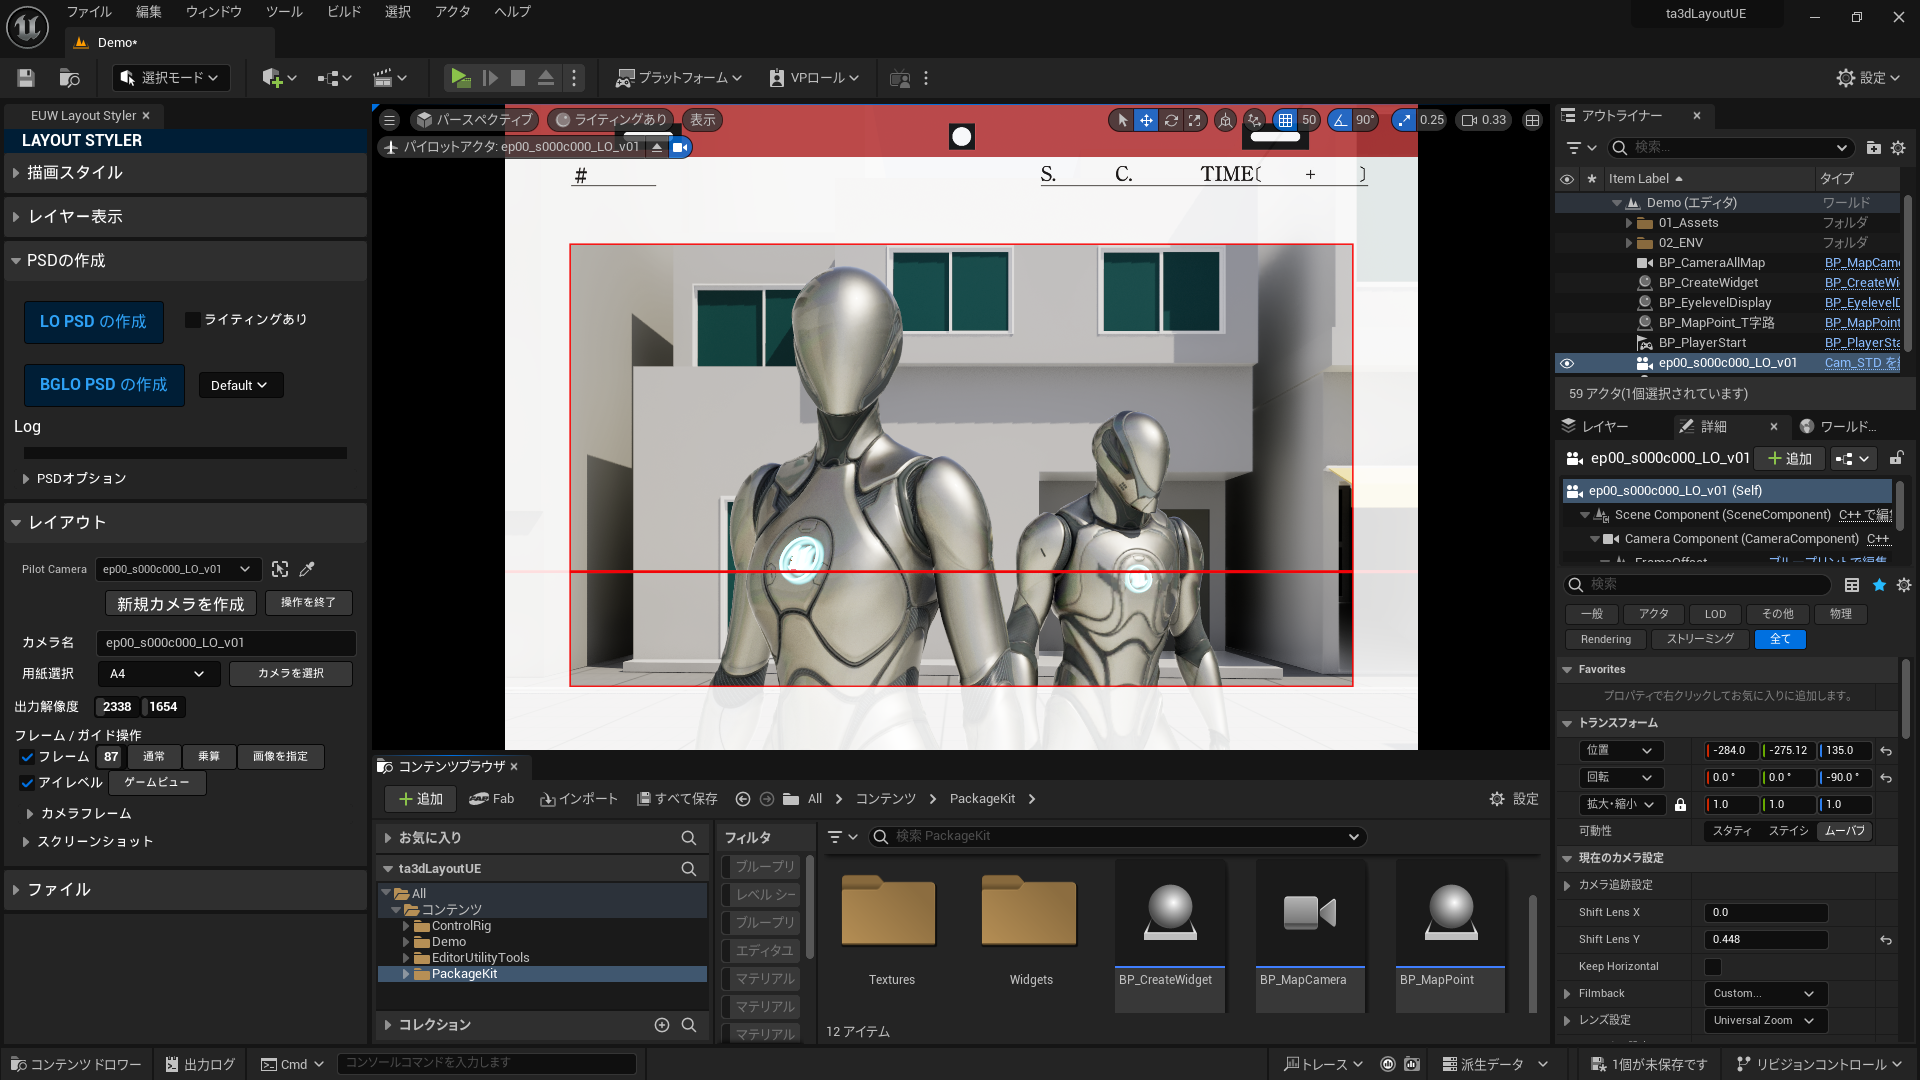 ファイル 編集 ウィンドウ ツール ビルド 選択 アクタ ヘルプ
ta3dLayoutUE
Demo*
選択モード
プラットフォーム
VPロール
設定
EUW Layout Styler
LAYOUT STYLER
描画スタイル
レイヤー表示
PSDの作成
LO PSD の作成
ライティングあり
BGLO PSD の作成
Default
Log
PSDオプション
レイアウト
Pilot Camera
ep00_s000c000_LO_v01
新規カメラを作成
操作を終了
カメラ名
ep00_s000c000_LO_v01
用紙選択
A4
カメラを選択
出力解像度
2338
1654
フレーム / ガイド操作
フレーム
87
通常
乗算
画像を指定
アイレベル
ゲームビュー
カメラフレーム
スクリーンショット
ファイル
パースペクティブ
ライティングあり
表示
50
90°
0.25
0.33
パイロットアクタ: ep00_s000c000_LO_v01
#
S. C. TIME( + )
コンテンツブラウザ
追加
Fab
インポート
すべて保存
All
コンテンツ
PackageKit
設定
お気に入り
ta3dLayoutUE
All
コンテンツ
ControlRig
Demo
EditorUtilityTools
PackageKit
コレクション
フィルタ
ブループリ
レベル シー
ブループリ
エディタユ
マテリアル
マテリアル
マテリアル
検索 PackageKit
Textures
Widgets
BP_CreateWidget
BP_MapCamera
BP_MapPoint
12 アイテム
アウトライナー
検索...
Item Label
タイプ
Demo (エディタ)
ワールド
01_Assets
フォルダ
02_ENV
フォルダ
BP_CameraAllMap
BP_MapCame
BP_CreateWidget
BP_CreateWi
BP_EyelevelDisplay
BP_EyelevelD
BP_MapPoint_T字路
BP_MapPoint
BP_PlayerStart
BP_PlayerSta
ep00_s000c000_LO_v01
Cam_STD を
59 アクタ(1個選択されています)
レイヤー
詳細
ワールド...
ep00_s000c000_LO_v01
追加
ep00_s000c000_LO_v01 (Self)
Scene Component (SceneComponent)
C++ で編
Camera Component (CameraComponent)
C++
FrameOffset
ブループリントで編集
検索
一般
アクタ
LOD
その他
物理
Rendering
ストリーミング
全て
Favorites
プロパティで右クリックしてお気に入りに追加します。
トランスフォーム
位置
-284.0
-275.12
135.0
回転
0.0 °
0.0 °
-90.0 °
拡大・縮小
1.0
1.0
1.0
可動性
スタティ
ステイシ
ムーバブ
現在のカメラ設定
カメラ追跡設定
Shift Lens X
0.0
Shift Lens Y
0.448
Keep Horizontal
Filmback
Custom...
レンズ設定
Universal Zoom
コンテンツ ドロワー
出力ログ
Cmd
コンソールコマンドを入力します
トレース
派生データ
1個が未保存です
リビジョンコントロール